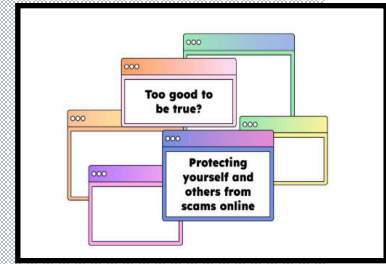 Too good to
be true?
Protecting
yourself and
others from
scams online